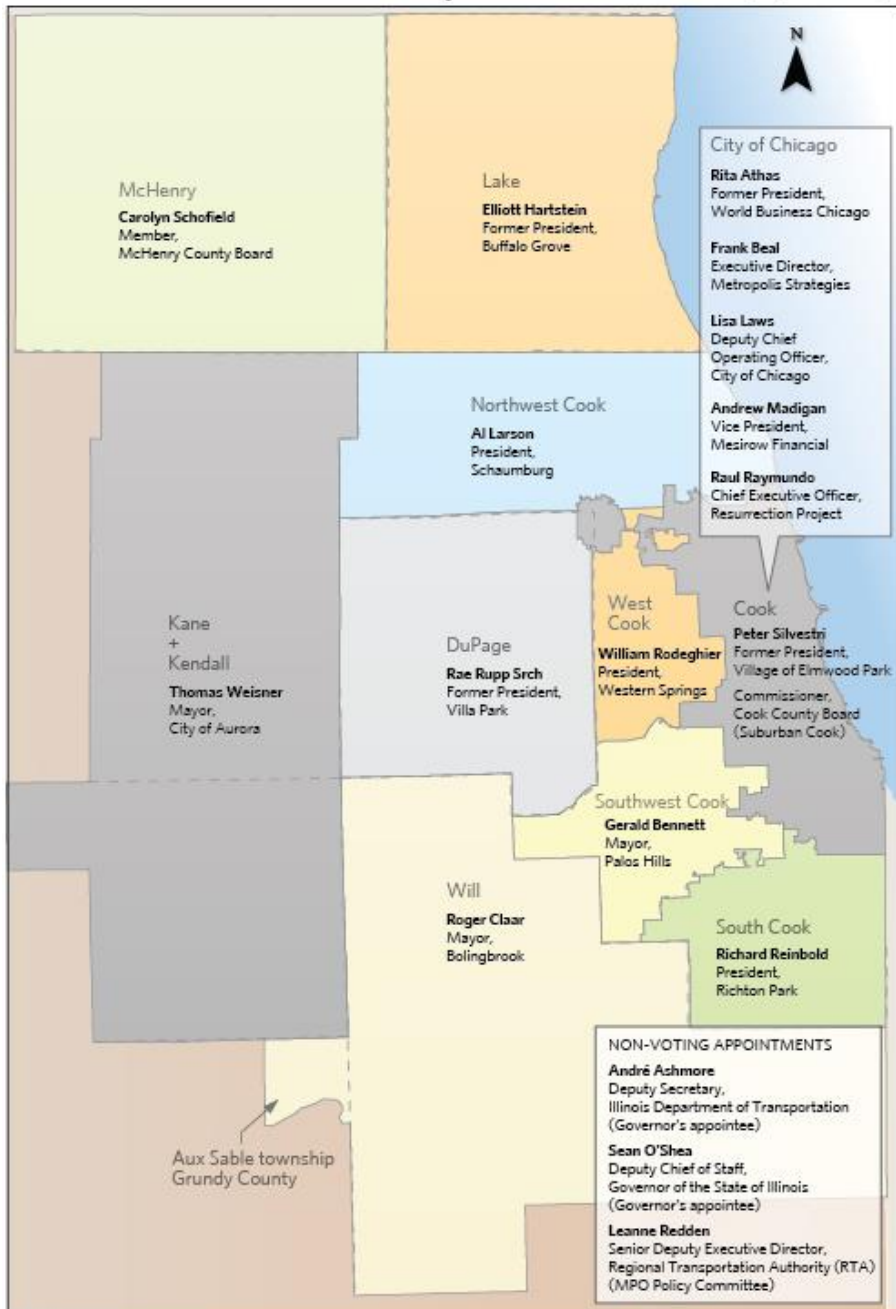 N
City of Chicago
Rita Athas
Former President,
World Business Chicago
Frank Beal
Executive Director,
Metropolis Strategies
Lisa Laws
Deputy Chief
Operating Officer,
City of Chicago
Andrew Madigan
Vice President,
Mesirow Financial
Raul Raymundo
Chief Executive Officer,
Resurrection Project
McHenry
Carolyn Schofield
Member,
McHenry County Board
Lake
Elliott Hartstein
Former President,
Buffalo Grove
Northwest Cook
Al Larson
President,
Schaumburg
Kane
+
Kendall
Thomas Weisner
Mayor,
City of Aurora
DuPage
Rae Rupp Srch
Former President,
Villa Park
West
Cook
William Rodeghier
President,
Western Springs
Cook
Peter Silvestri
Former President,
Village of Elmwood Park
Commissioner,
Cook County Board
(Suburban Cook)
Southwest Cook
Gerald Bennett
Mayor,
Palos Hills
Will
Roger Claar
Mayor,
Bolingbrook
South Cook
Richard Reinbold
President,
Richton Park
Aux Sable township
Grundy County
NON-VOTING APPOINTMENTS
André Ashmore
Deputy Secretary,
Illinois Department of Transportation
(Governor's appointee)
Sean O'Shea
Deputy Chief of Staff,
Governor of the State of Illinois
(Governor's appointee)
Leanne Redden
Senior Deputy Executive Director,
Regional Transportation Authority (RTA)
(MPO Policy Committee)